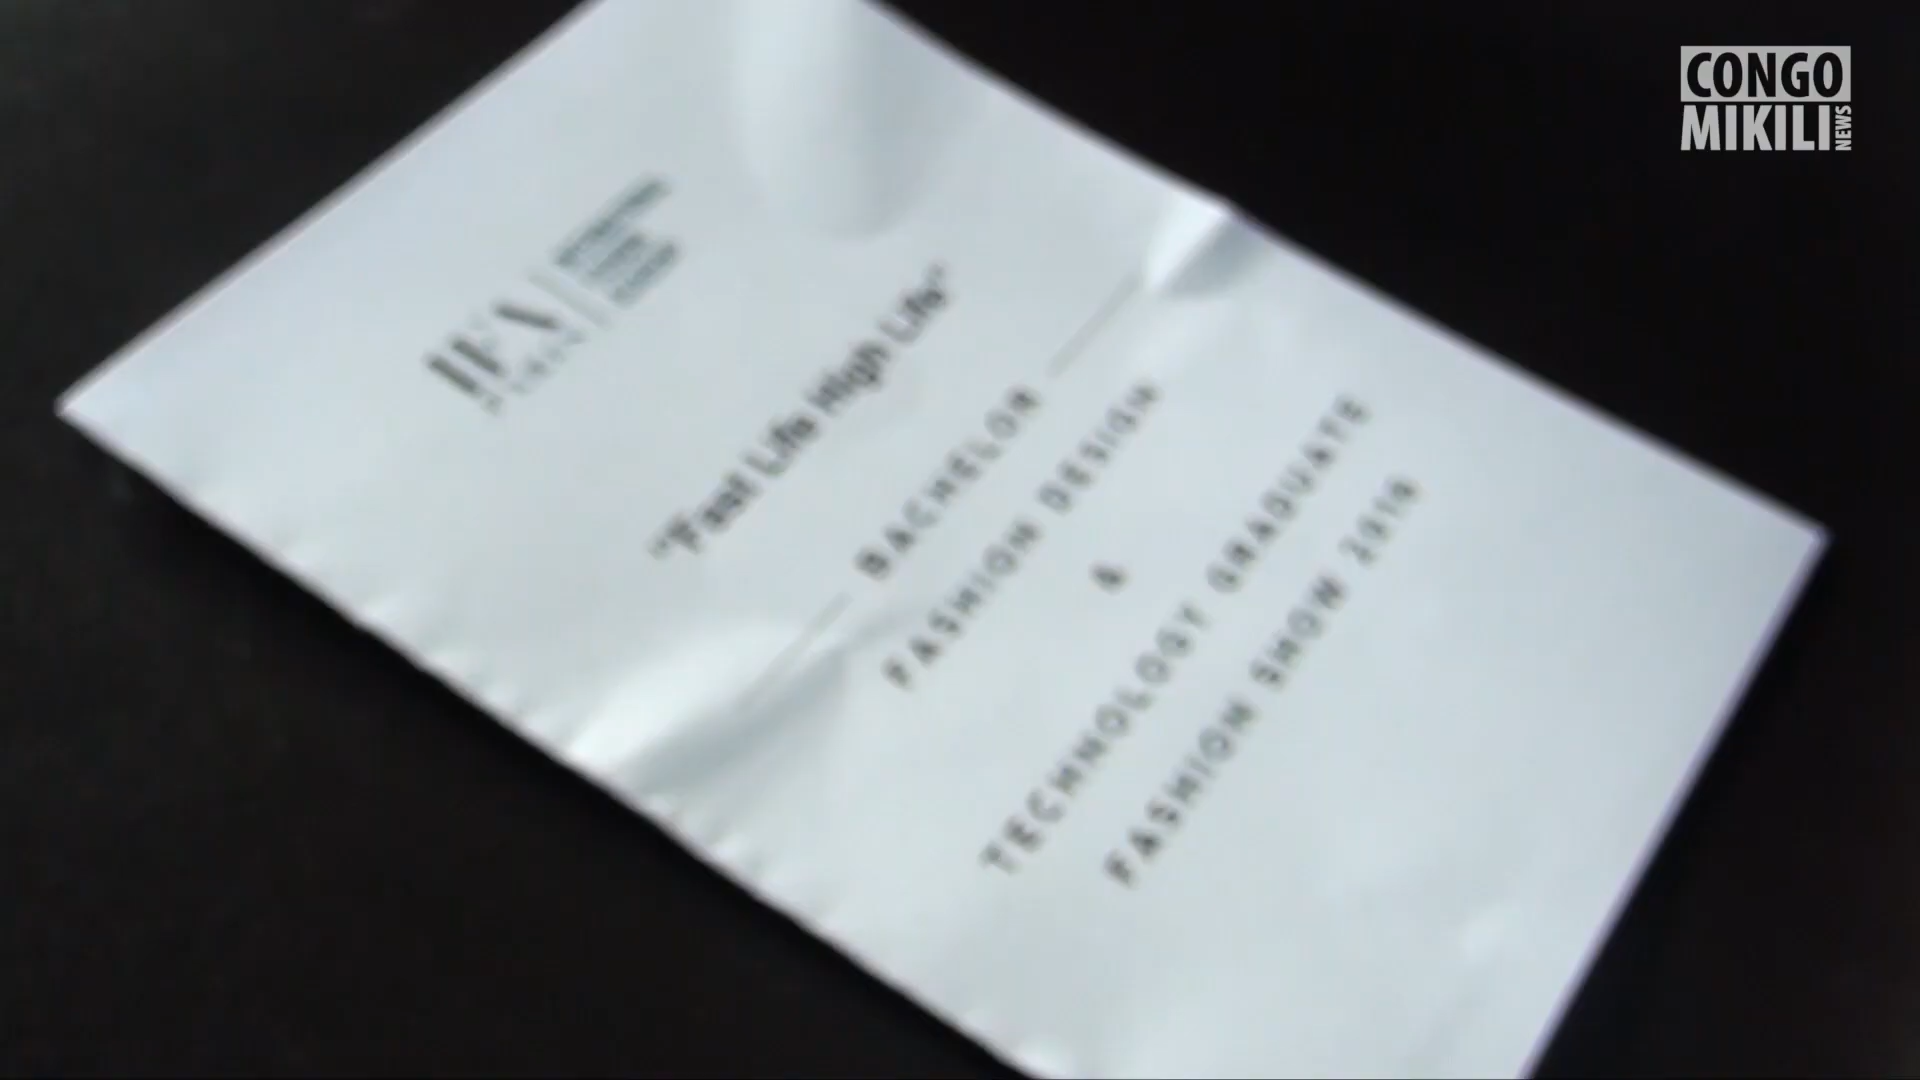 CONGO
MIKILI
NEWS
"Fast Life High Life"
BACHELOR
FASHION DESIGN
&
TECHNOLOGY GRADUATE
FASHION SHOW